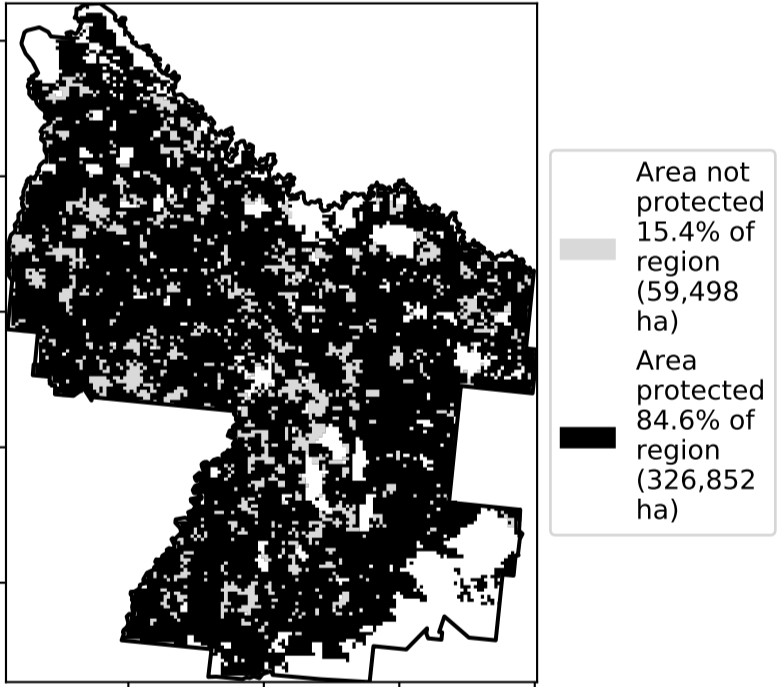 Area not
protected
15.4% of
region
(59,498
ha)
Area
protected
84.6% of
region
(326,852
ha)